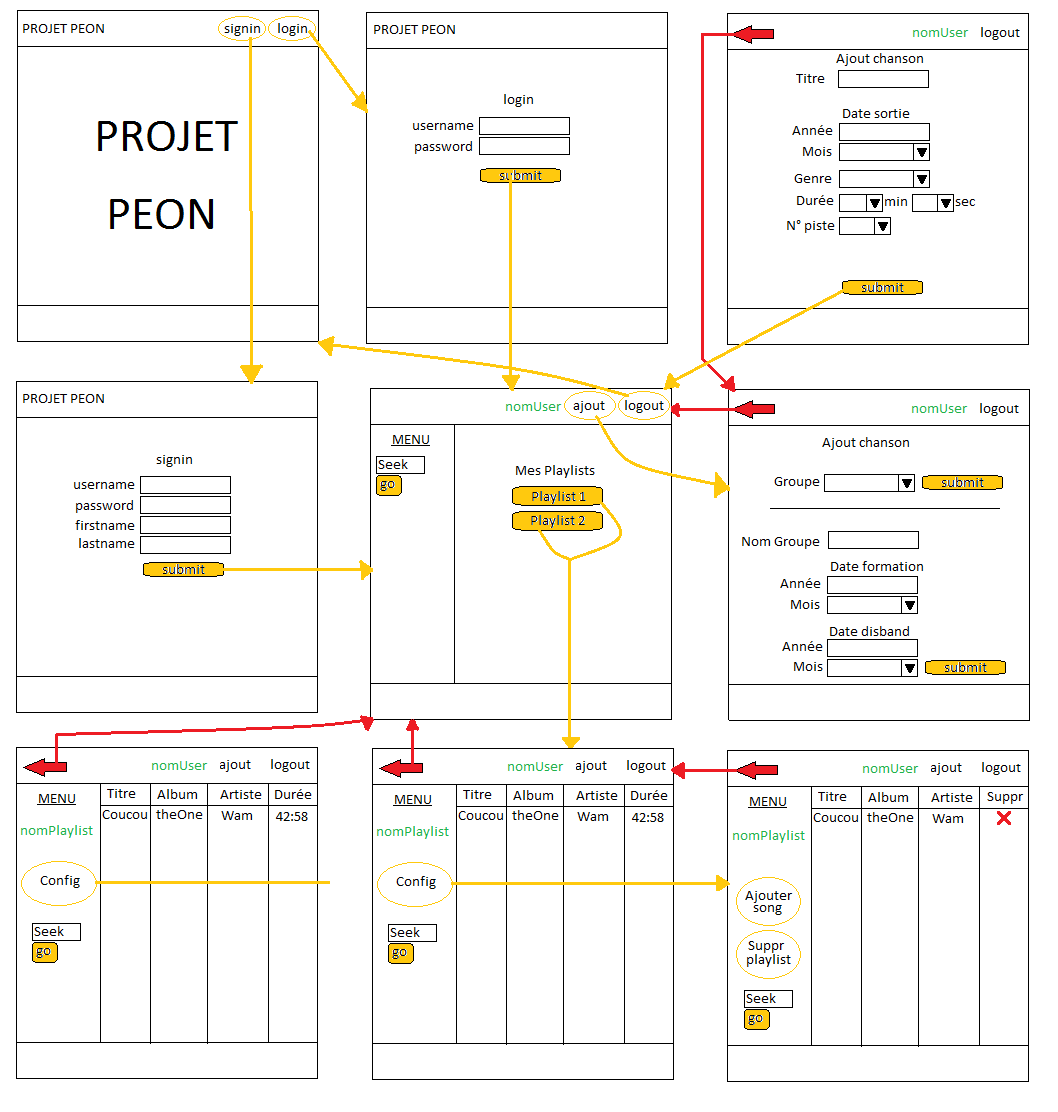 PROJET PEON
signin
login
PROJET
PEON
PROJET PEON
login
username
password
submit
nomUser logout
Ajout chanson
Titre
Date sortie
Année
Mois
Genre
Durée min sec
N° piste
submit
PROJET PEON
signin
username
password
firstname
lastname
submit
nomUser ajout logout
MENU
Seek
go
Mes Playlists
Playlist 1
Playlist 2
nomUser logout
Ajout chanson
Groupe submit
Nom Groupe
Date formation
Année
Mois
Date disband
Année
Mois submit
nomUser ajout logout
MENU
nomPlaylist
Config
Seek
go
Titre Album Artiste Durée
Coucou theOne Wam 42:58
nomUser ajout logout
MENU
nomPlaylist
Config
Seek
go
Titre Album Artiste Durée
Coucou theOne Wam 42:58
nomUser ajout logout
MENU
nomPlaylist
Ajouter
song
Suppr
playlist
Seek
go
Titre Album Artiste Suppr
Coucou theOne Wam